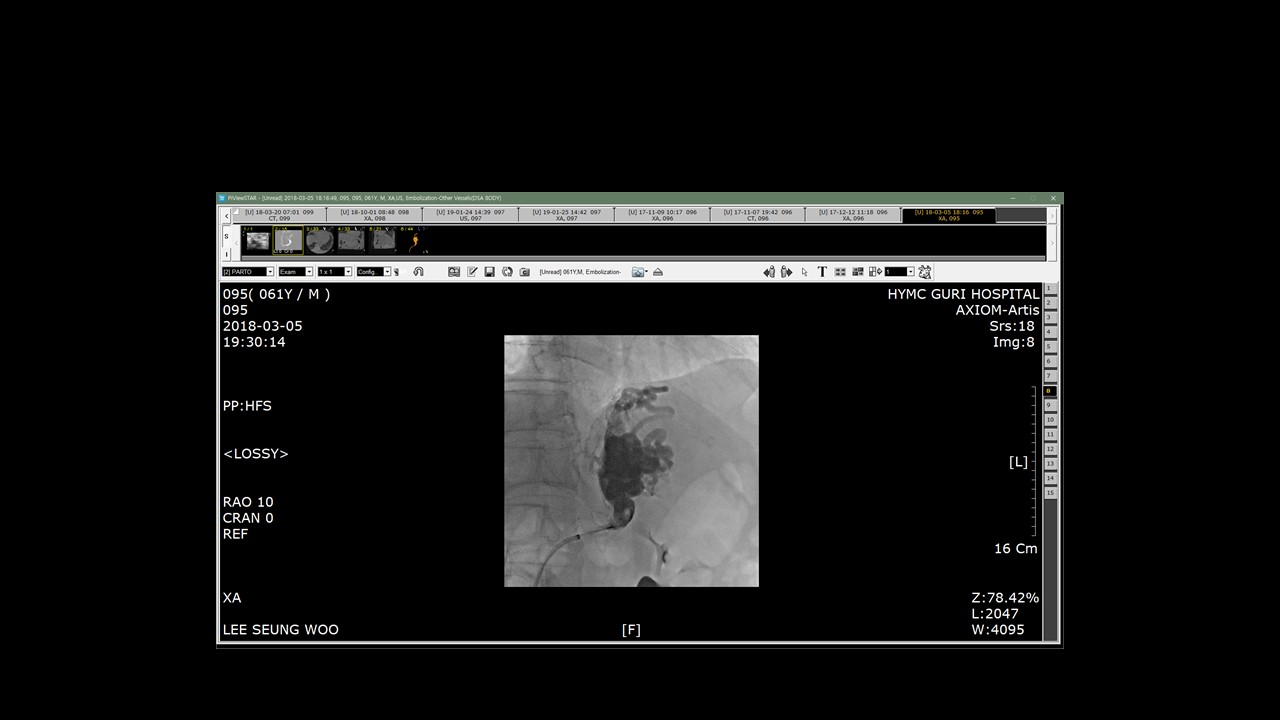 PiViewSTAR - [Unread] 2018-03-05 18:16:49, 095, 095, 061Y, M, XA,US, Embolization-Other Vessels(DSA BODY)
[U] 18-03-20 07:01 099 [U] 18-10-01 08:48 098 [U] 19-01-24 14:39 097 [U] 19-01-25 14:42 097 [U] 17-11-09 10:17 096 [U] 17-11-07 19:42 096 [U] 17-12-12 11:18 096 [U] 18-03-05 18:16 095
CT, 099 XA, 098 US, 097 XA, 097 XA, 096 CT, 096 XA, 096 XA, 095
S
I
[2] PARTO Exam 1 x 1 Config. [Unread] 061Y,M, Embolization- T 1
095( 061Y / M )
095
2018-03-05
19:30:14
PP:HFS
<LOSSY>
RAO 10
CRAN 0
REF
XA
LEE SEUNG WOO
[F]
HYMC GURI HOSPITAL
AXIOM-Artis
Srs:18
Img:8
[L]
16 Cm
Z:78.42%
L:2047
W:4095
1
2
3
4
5
6
7
8
9
10
11
12
13
14
15